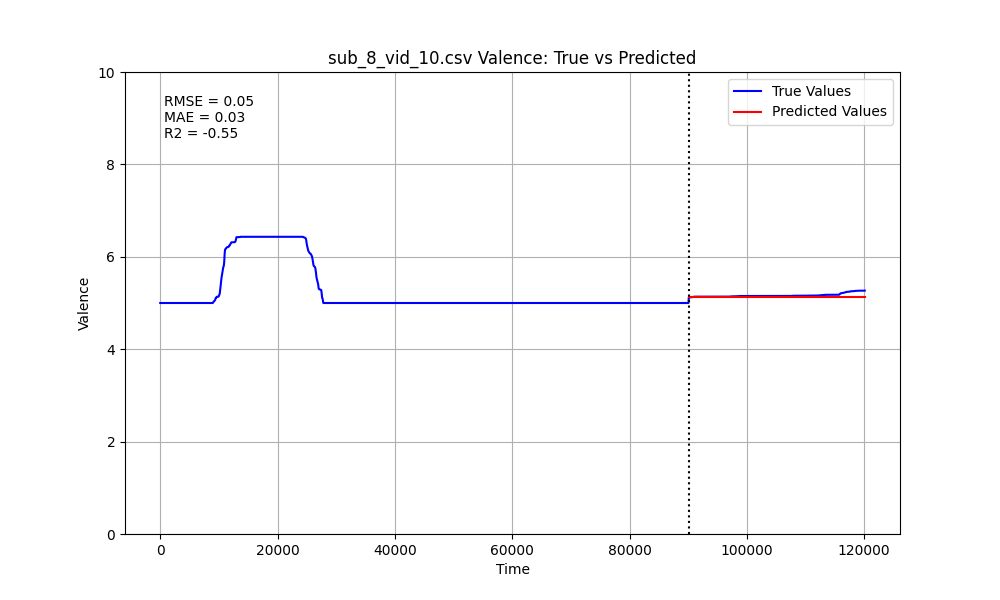 sub_8_vid_10.csv Valence: True vs Predicted
RMSE = 0.05
MAE = 0.03
R2 = -0.55
True Values
Predicted Values
10
8
6
4
2
0
Valence
0 20000 40000 60000 80000 100000 120000
Time